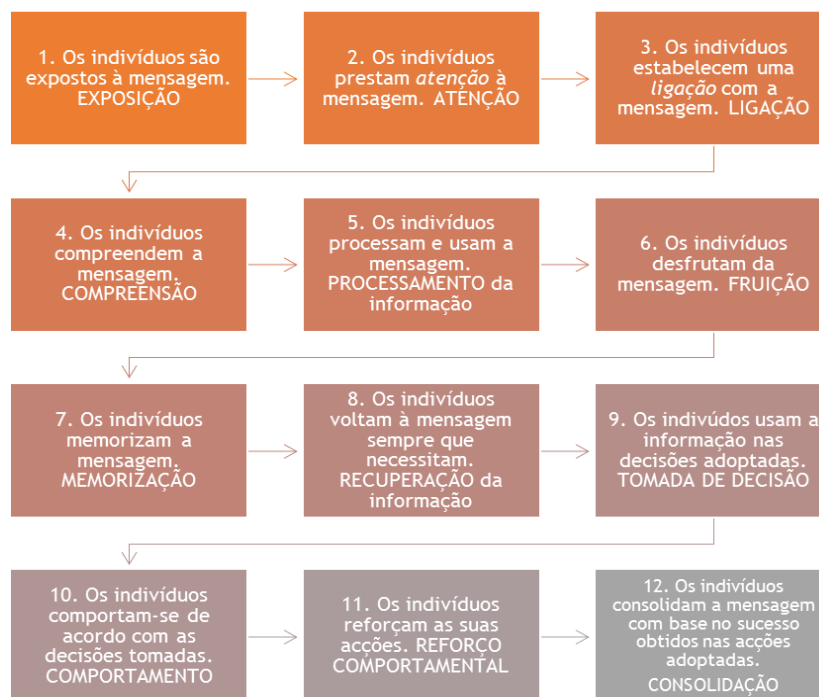 1. Os indivíduos são
expostos à mensagem.
EXPOSIÇÃO
2. Os indivíduos
prestam atenção à
mensagem. ATENÇÃO
3. Os indivíduos
estabelecem uma
ligação com a
mensagem. LIGAÇÃO
4. Os indivíduos
compreendem a
mensagem.
COMPREENSÃO
5. Os indivíduos
processam e usam a
mensagem.
PROCESSAMENTO da
informação
6. Os indivíduos
desfrutam da
mensagem. FRUIÇÃO
7. Os indivíduos
memorizam a
mensagem.
MEMORIZAÇÃO
8. Os indivíduos
voltam à mensagem
sempre que
necessitam.
RECUPERAÇÃO da
informação
9. Os indivúdos usam a
informação nas
decisões adoptadas.
TOMADA DE DECISÃO
10. Os indivíduos
comportam-se de
acordo com as
decisões tomadas.
COMPORTAMENTO
11. Os indivíduos
reforçam as suas
acções. REFORÇO
COMPORTAMENTAL
12. Os indivíduos
consolidam a mensagem
com base no sucesso
obtidos nas acções
adoptadas.
CONSOLIDAÇÃO